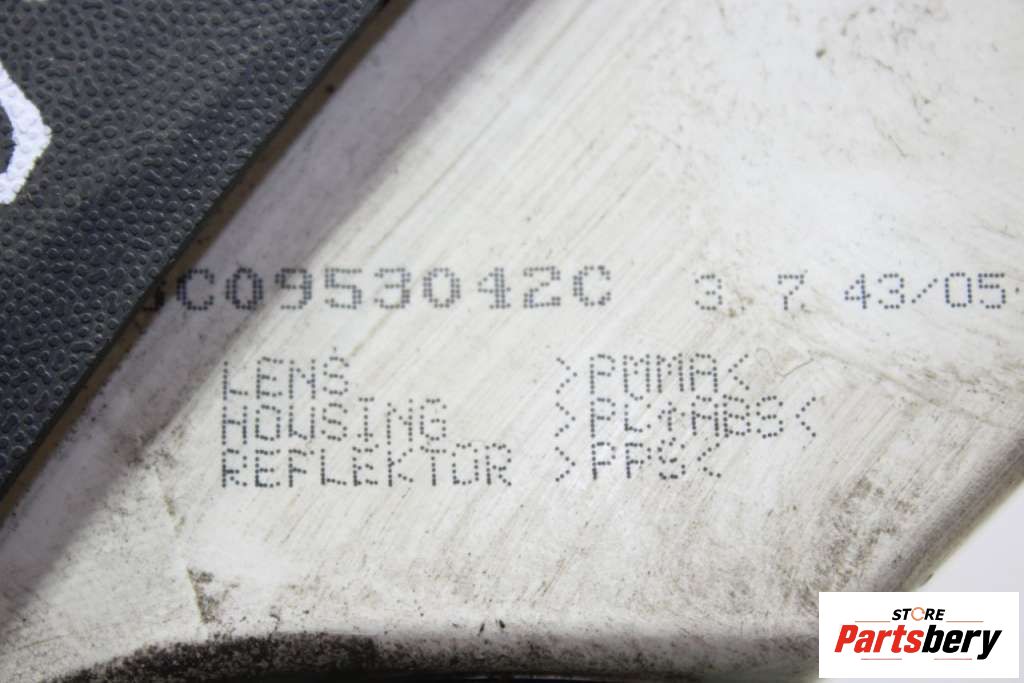 C0953042C 3 7 43/05
LENS >PMMA<
HOUSING >PC+ABS<
REFLEKTOR >PPS<
STORE
Partsbery